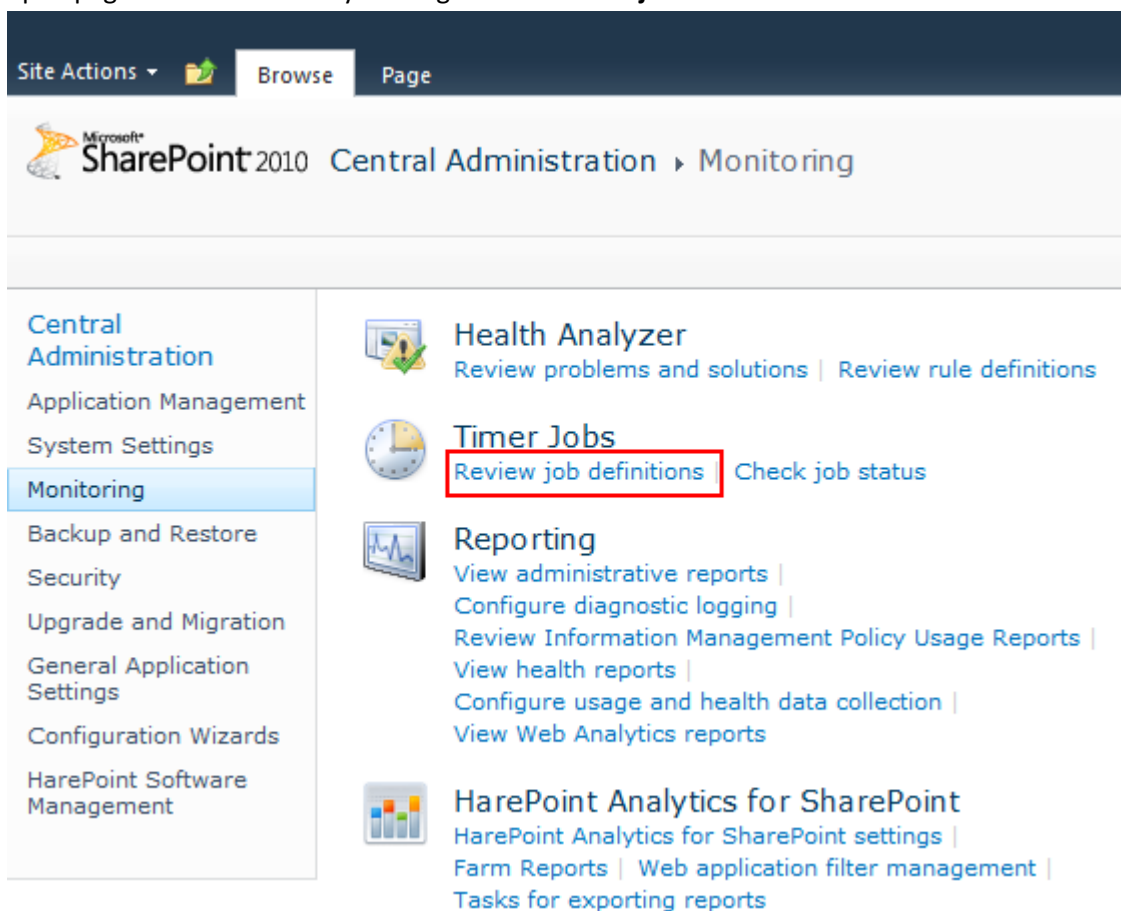 Site Actions Browse Page
Microsoft
SharePoint 2010 Central Administration ▸ Monitoring
Central
Administration
Application Management
System Settings
Monitoring
Backup and Restore
Security
Upgrade and Migration
General Application
Settings
Configuration Wizards
HarePoint Software
Management
Health Analyzer
Review problems and solutions | Review rule definitions
Timer Jobs
Review job definitions | Check job status
Reporting
View administrative reports |
Configure diagnostic logging |
Review Information Management Policy Usage Reports |
View health reports |
Configure usage and health data collection |
View Web Analytics reports
HarePoint Analytics for SharePoint
HarePoint Analytics for SharePoint settings |
Farm Reports | Web application filter management |
Tasks for exporting reports